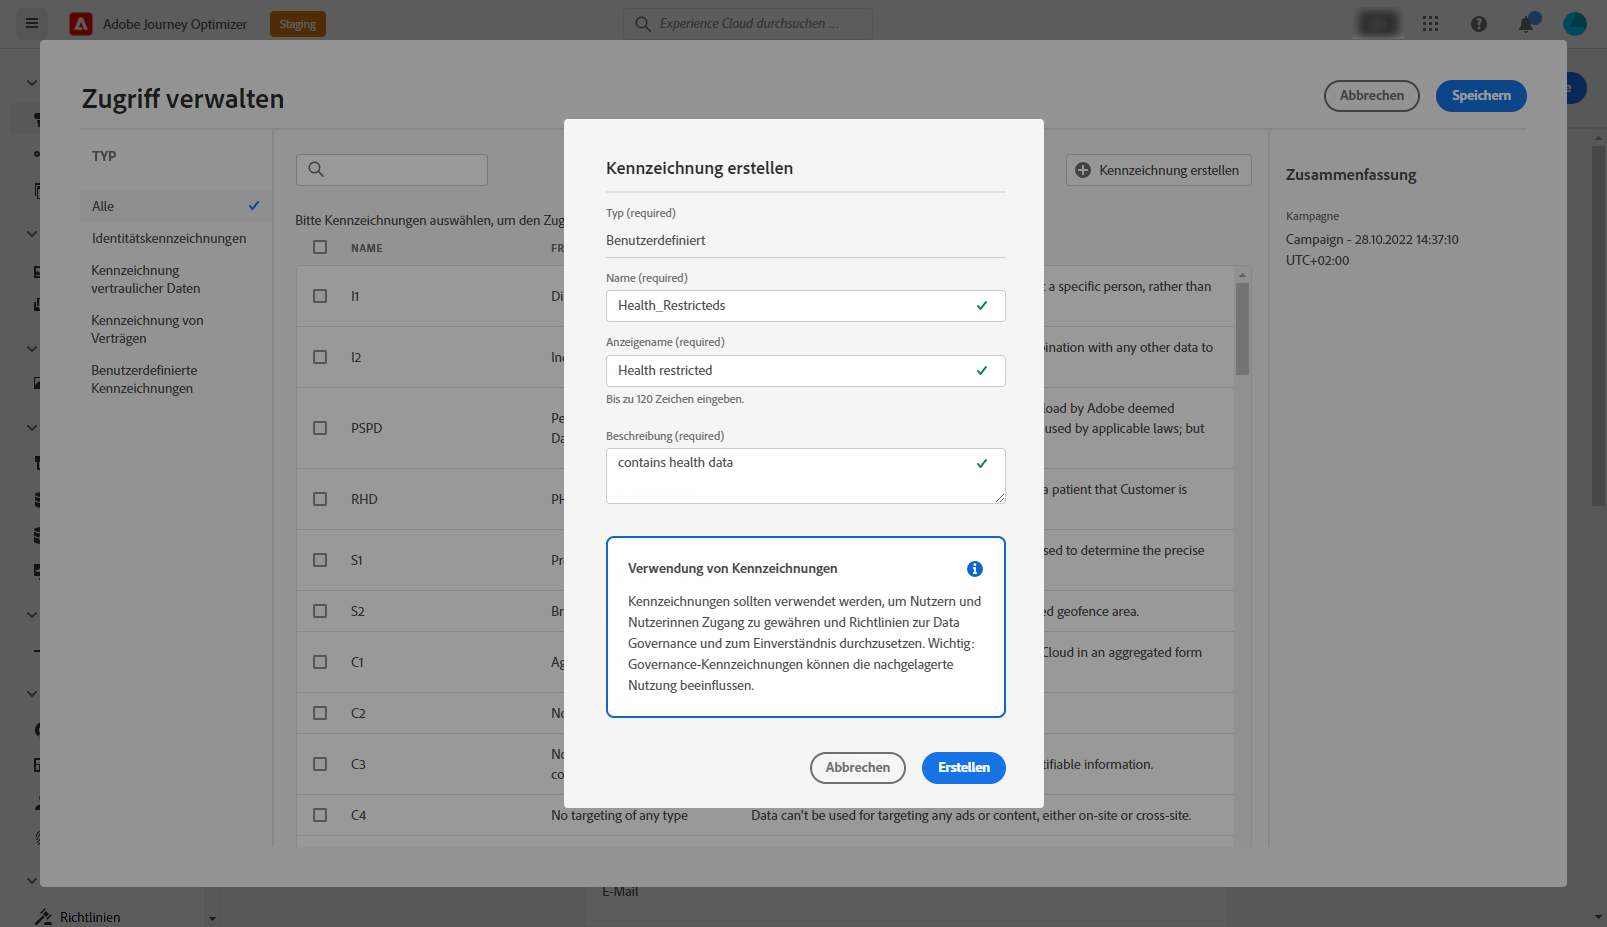 Adobe Journey Optimizer
Staging
Experience Cloud durchsuchen ...
Zugriff verwalten
Abbrechen
Speichern
e
TYP
Alle
Identitätskennzeichnungen
Kennzeichnung
vertraulicher Daten
Kennzeichnung von
Verträgen
Benutzerdefinierte
Kennzeichnungen
Kennzeichnung erstellen
Bitte Kennzeichnungen auswählen, um den Zug
NAME
FR
I1
Di
t a specific person, rather than
I2
Inc
bination with any other data to
PSPD
Pe
Da
load by Adobe deemed
used by applicable laws; but
RHD
PH
a patient that Customer is
S1
Pr
sed to determine the precise
S2
Br
ed geofence area.
C1
Ag
Cloud in an aggregated form
C2
No
C3
No
co
tifiable information.
C4
No targeting of any type
Data can't be used for targeting any ads or content, either on-site or cross-site.
Zusammenfassung
Kampagne
Campaign - 28.10.2022 14:37:10
UTC+02:00
Kennzeichnung erstellen
Typ (required)
Benutzerdefiniert
Name (required)
Health_Restricteds
Anzeigename (required)
Health restricted
Bis zu 120 Zeichen eingeben.
Beschreibung (required)
contains health data
Verwendung von Kennzeichnungen
Kennzeichnungen sollten verwendet werden, um Nutzern und
Nutzerinnen Zugang zu gewähren und Richtlinien zur Data
Governance und zum Einverständnis durchzusetzen. Wichtig:
Governance-Kennzeichnungen können die nachgelagerte
Nutzung beeinflussen.
Abbrechen
Erstellen
E-Mail
Richtlinien